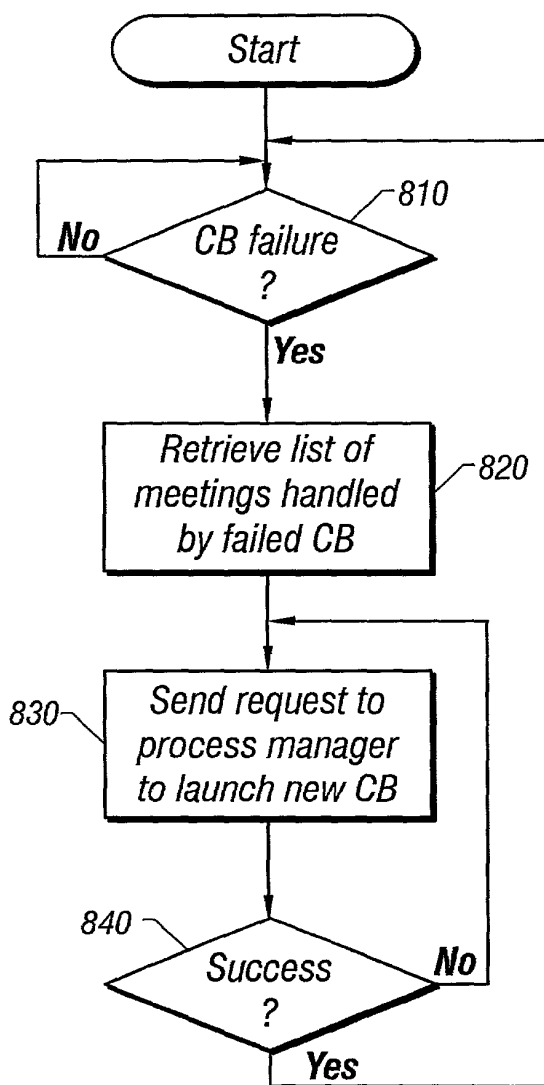 Start
810
No
CB failure
?
Yes
Retrieve list of
meetings handled
by failed CB
820
830
Send request to
process manager
to launch new CB
840
Success
?
No
Yes